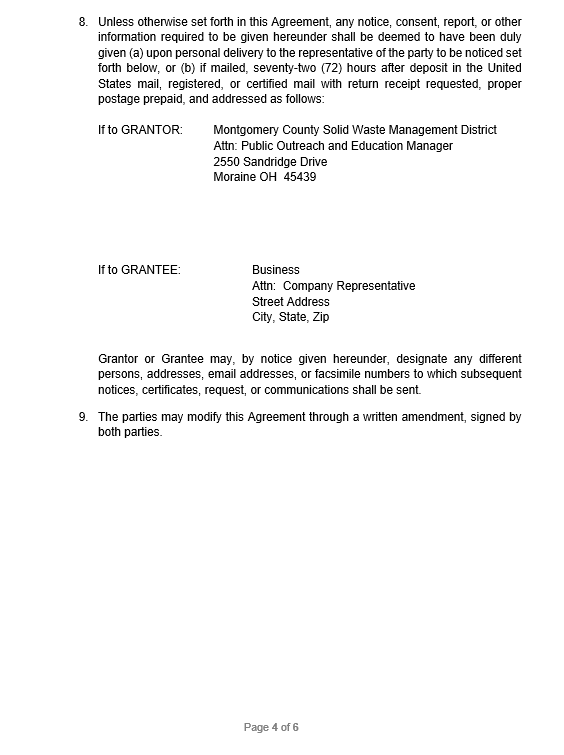 8. Unless otherwise set forth in this Agreement, any notice, consent, report, or other
information required to be given hereunder shall be deemed to have been duly
given (a) upon personal delivery to the representative of the party to be noticed set
forth below, or (b) if mailed, seventy-two (72) hours after deposit in the United
States mail, registered, or certified mail with return receipt requested, proper
postage prepaid, and addressed as follows:
If to GRANTOR: Montgomery County Solid Waste Management District
Attn: Public Outreach and Education Manager
2550 Sandridge Drive
Moraine OH 45439
If to GRANTEE: Business
Attn: Company Representative
Street Address
City, State, Zip
Grantor or Grantee may, by notice given hereunder, designate any different
persons, addresses, email addresses, or facsimile numbers to which subsequent
notices, certificates, request, or communications shall be sent.
9. The parties may modify this Agreement through a written amendment, signed by
both parties.
Page 4 of 6